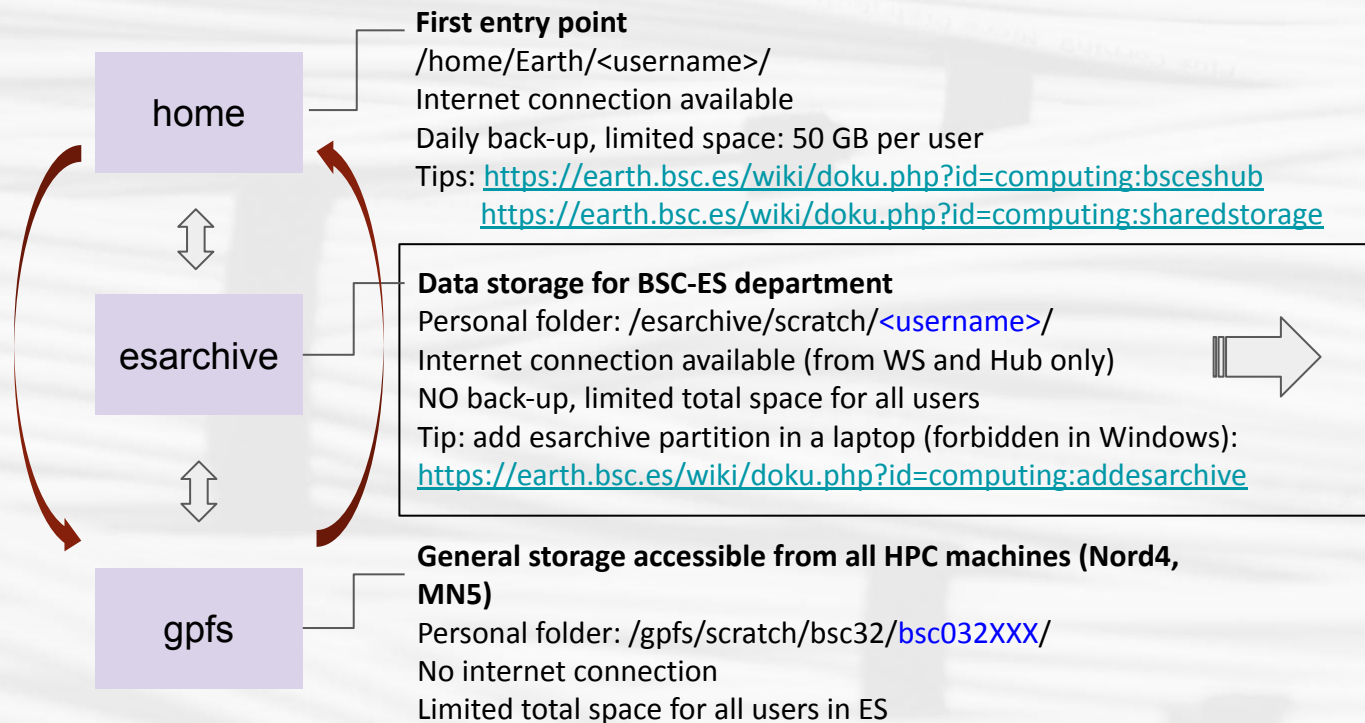 First entry point
/home/Earth/<username>/
Internet connection available
Daily back-up, limited space: 50 GB per user
Tips: https://earth.bsc.es/wiki/doku.php?id=computing:bsceshub
https://earth.bsc.es/wiki/doku.php?id=computing:sharedstorage
home
Data storage for BSC-ES department
Personal folder: /esarchive/scratch/<username>/
Internet connection available (from WS and Hub only)
NO back-up, limited total space for all users
Tip: add esarchive partition in a laptop (forbidden in Windows):
https://earth.bsc.es/wiki/doku.php?id=computing:addesarchive
esarchive
General storage accessible from all HPC machines (Nord4,
MN5)
Personal folder: /gpfs/scratch/bsc32/bsc032XXX/
No internet connection
Limited total space for all users in ES
gpfs